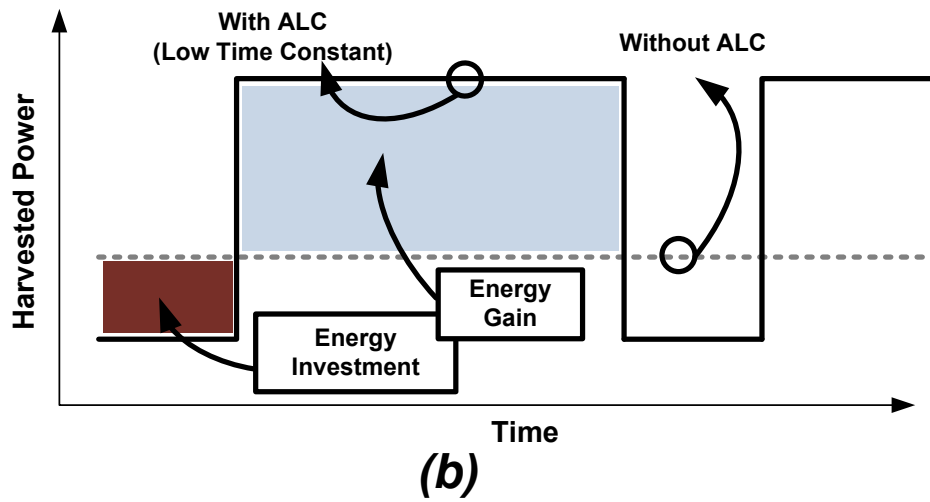 With ALC
(Low Time Constant)
Without ALC
Harvested Power
Energy
Gain
Energy
Investment
Time
(b)